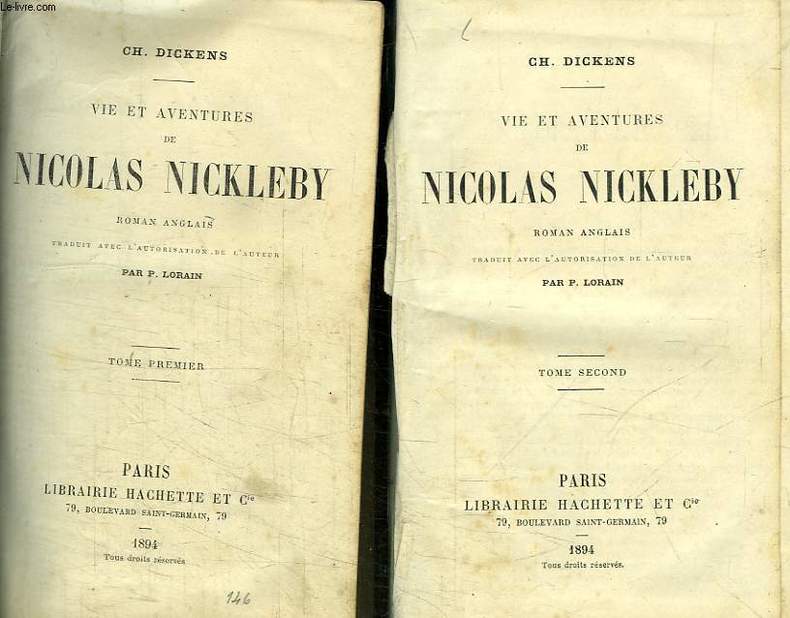 Le-livre.com
CH. DICKENS
VIE ET AVENTURES
DE
NICOLAS NICKLEBY
ROMAN ANGLAIS
TRADUIT AVEC L'AUTORISATION DE L'AUTEUR
PAR P. LORAIN
TOME PREMIER
PARIS
LIBRAIRIE HACHETTE ET Cie
79, BOULEVARD SAINT-GERMAIN, 79
1894
Tous droits réservés
146
CH. DICKENS
VIE ET AVENTURES
DE
NICOLAS NICKLEBY
ROMAN ANGLAIS
TRADUIT AVEC L'AUTORISATION DE L'AUTEUR
PAR P. LORAIN
TOME SECOND
PARIS
LIBRAIRIE HACHETTE ET Cie
79, BOULEVARD SAINT-GERMAIN, 79
1894
Tous droits réservés.